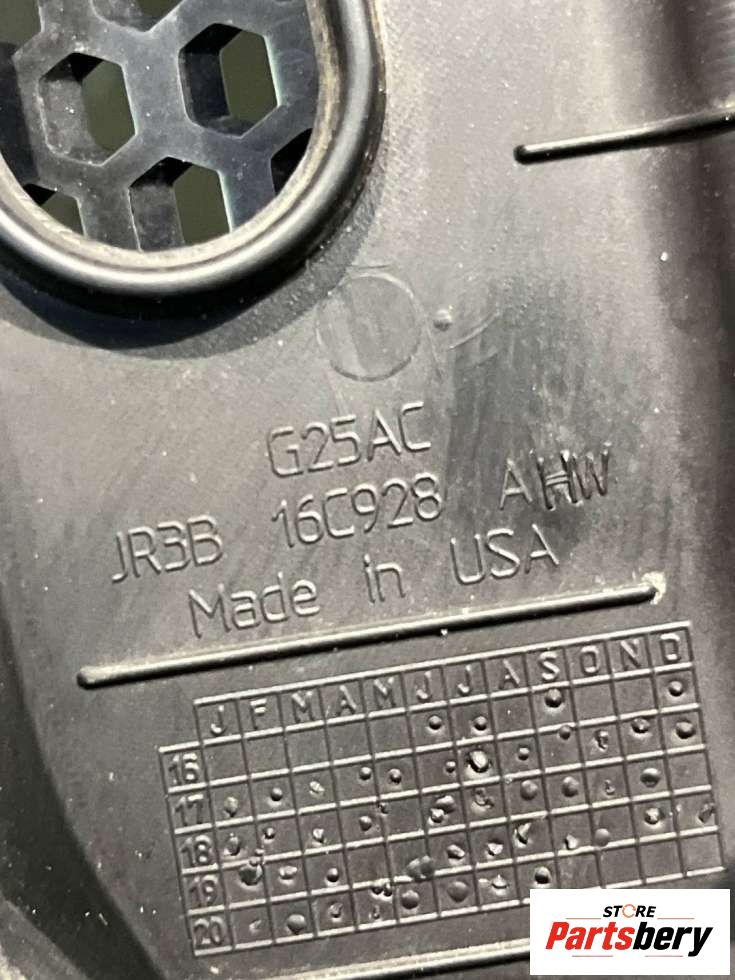 G25AC
JR3B 16C928 AHW
Made in USA
J F M A M J J A S O N D
16
17
18
19
20
STORE
Partsbery